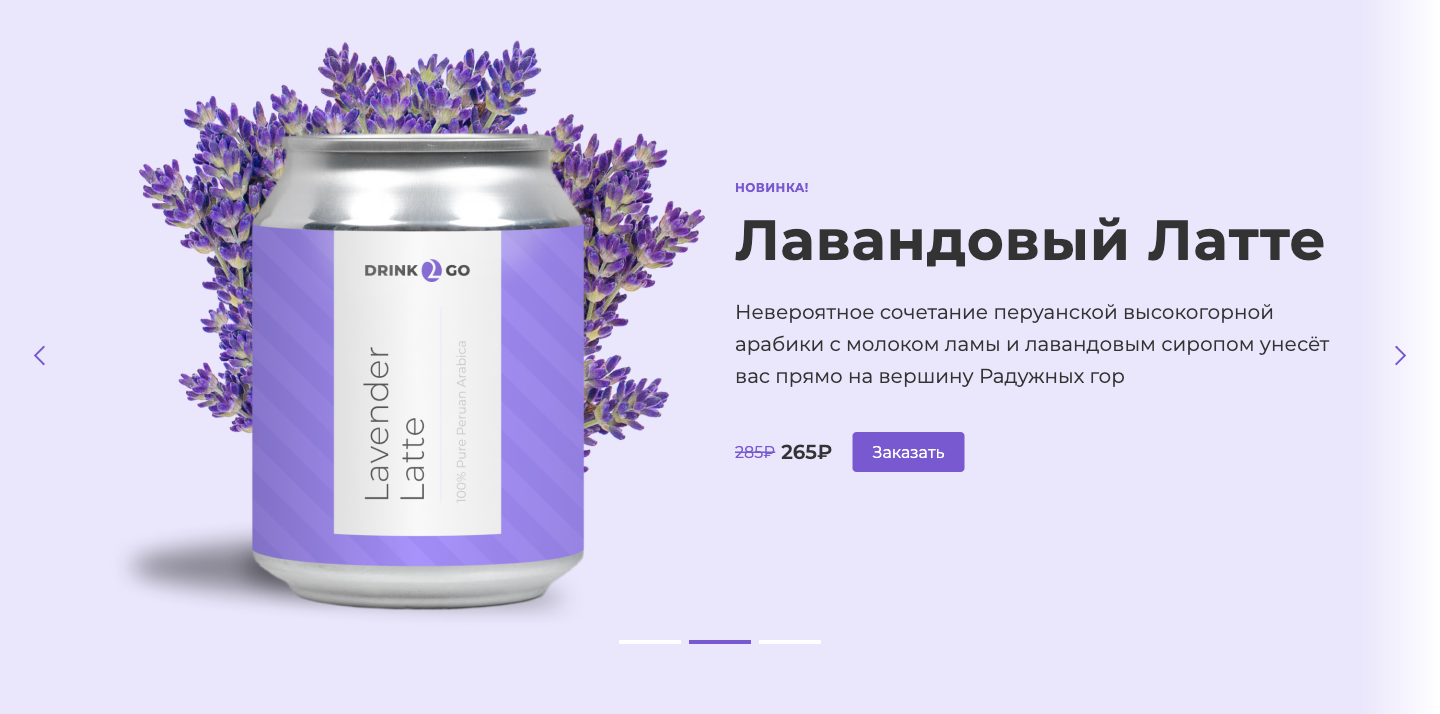 DRINK 2 GO
Lavender
Latte
100% Pure Peruan Arabica
НОВИНКА!
Лавандовый Латте
Невероятное сочетание перуанской высокогорной
арабики с молоком ламы и лавандовым сиропом унесёт
вас прямо на вершину Радужных гор
285₽ 265₽ Заказать